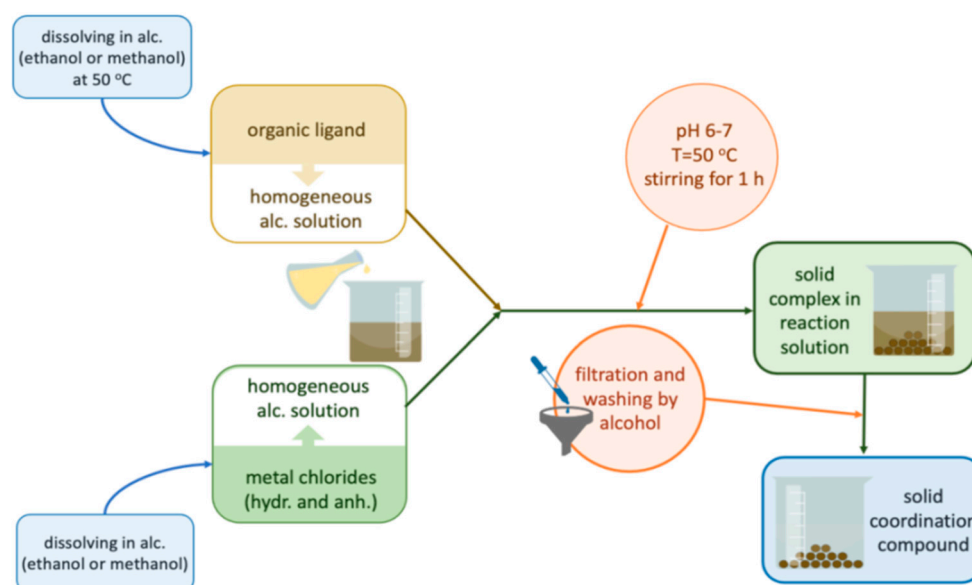 dissolving in alc.
(ethanol or methanol)
at 50 °C
organic ligand
homogeneous
alc. solution
pH 6-7
T=50 °C
stirring for 1 h
solid
complex in
reaction
solution
homogeneous
alc. solution
metal chlorides
(hydr. and anh.)
filtration and
washing by
alcohol
dissolving in alc.
(ethanol or methanol)
solid
coordination
compound